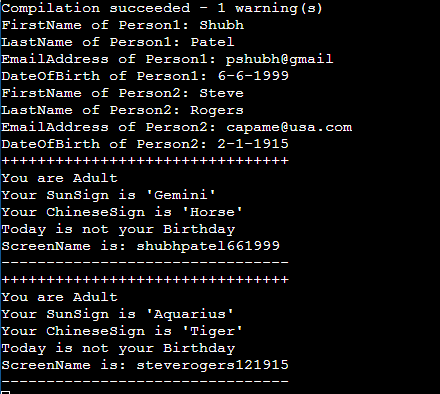 Compilation succeeded - 1 warning(s)
FirstName of Person1: Shubh
LastName of Person1: Patel
EmailAddress of Person1: pshubh@gmail
DateOfBirth of Person1: 6-6-1999
FirstName of Person2: Steve
LastName of Person2: Rogers
EmailAddress of Person2: capame@usa.com
DateOfBirth of Person2: 2-1-1915
++++++++++++++++++++++++++++++++
You are Adult
Your SunSign is 'Gemini'
Your ChineseSign is 'Horse'
Today is not your Birthday
ScreenName is: shubhpatel661999
--------------------------------
++++++++++++++++++++++++++++++++
You are Adult
Your SunSign is 'Aquarius'
Your ChineseSign is 'Tiger'
Today is not your Birthday
ScreenName is: steverogers121915
--------------------------------